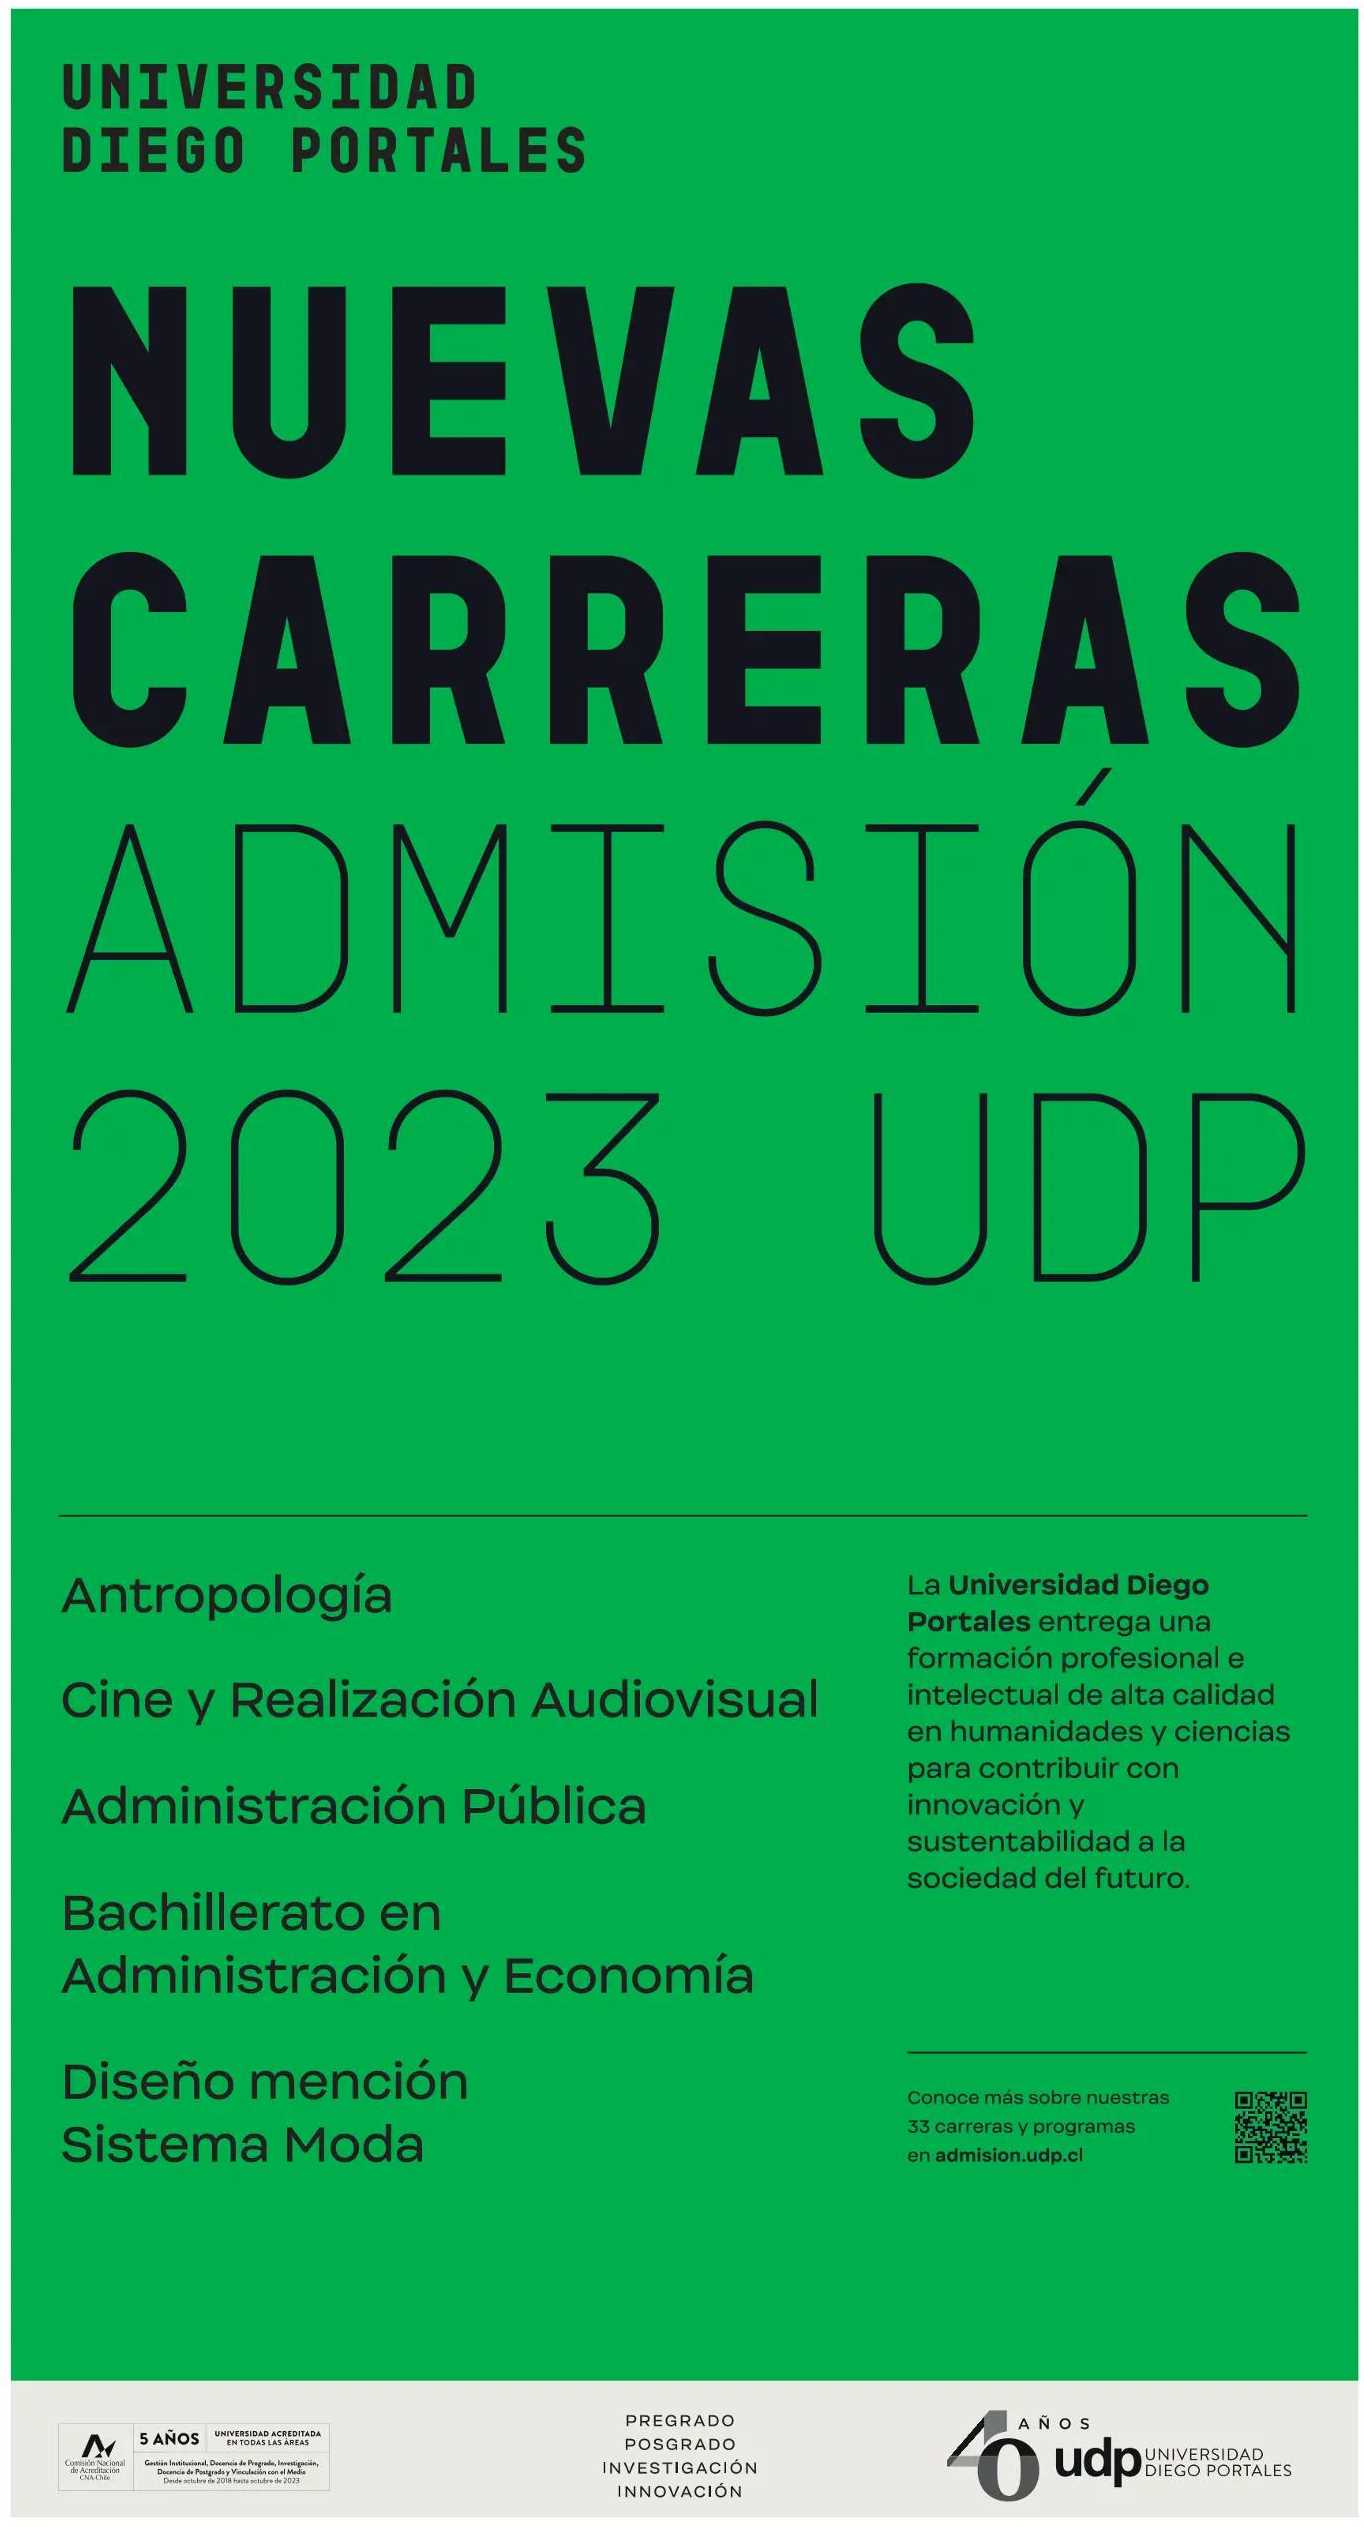 UNIVERSIDAD
DIEGO PORTALES
NUEVAS
CARRERAS
ADMISIÓN
2023 UDP
Antropología
Cine y Realización Audiovisual
Administración Pública
Bachillerato en
Administración y Economía
Diseño mención
Sistema Moda
La Universidad Diego
Portales entrega una
formación profesional e
intelectual de alta calidad
en humanidades y ciencias
para contribuir con
innovación y
sustentabilidad a la
sociedad del futuro.
Conoce más sobre nuestras
33 carreras y programas
en admision.udp.cl
Comisión Nacional
de Acreditación
CNA-Chile
5 AÑOS
UNIVERSIDAD ACREDITADA
EN TODAS LAS ÁREAS
Gestión Institucional, Docencia de Pregrado, Investigación,
Docencia de Postgrado y Vinculación con el Medio
Desde octubre de 2018 hasta octubre de 2023
PREGRADO
POSGRADO
INVESTIGACIÓN
INNOVACIÓN
40 AÑOS
udp UNIVERSIDAD
DIEGO PORTALES